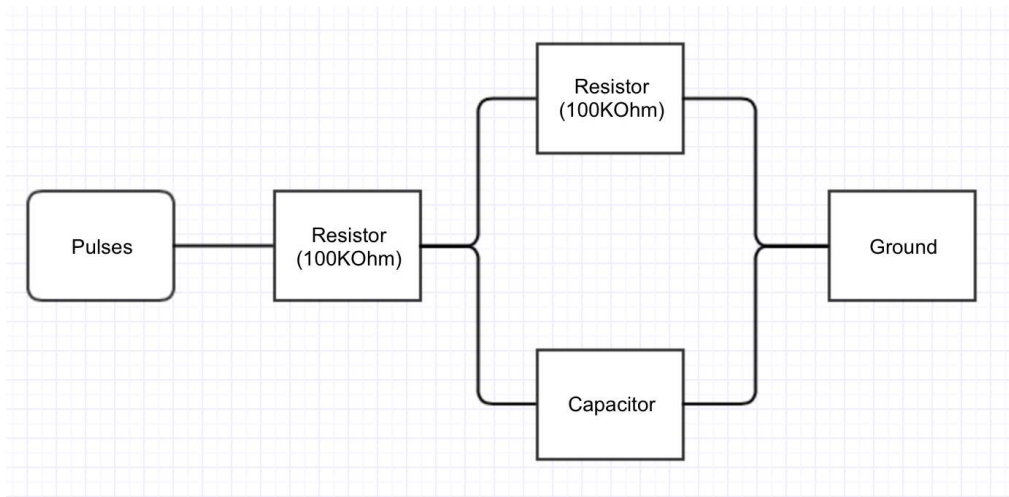 Resistor
(100KOhm)
Pulses
Resistor
(100KOhm)
Ground
Capacitor